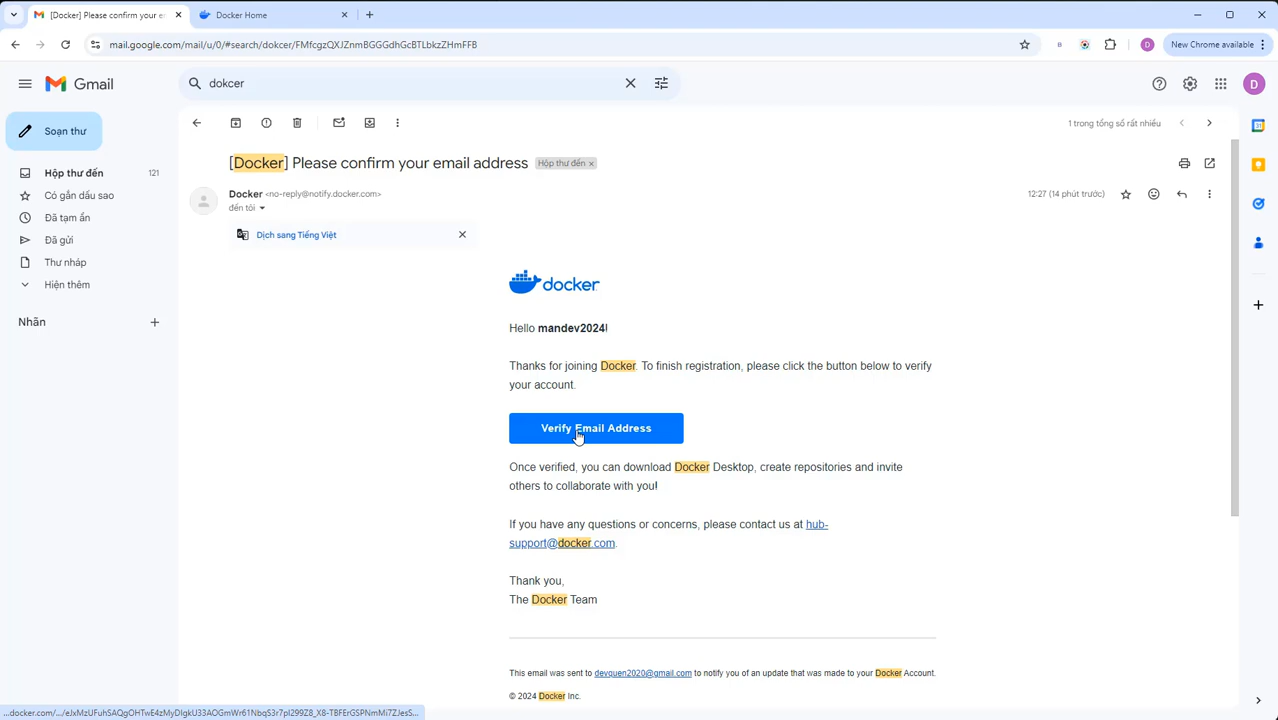 [Docker] Please confirm your e
Docker Home
mail.google.com/mail/u/0/#search/dokcer/FMfcgzQXJZnmBGGGdhGcBTLbkzZHmFFB
New Chrome available
Gmail
dokcer
D
Soạn thư
1 trong tổng số rất nhiều
Hộp thư đến 121
Có gắn dấu sao
Đã tạm ẩn
Đã gửi
Thư nháp
Hiện thêm
Nhãn
[Docker] Please confirm your email address Hộp thư đến x
Docker <no-reply@notify.docker.com> 12:27 (14 phút trước)
đến tôi
Dịch sang Tiếng Việt
docker
Hello mandev2024!
Thanks for joining Docker. To finish registration, please click the button below to verify
your account.
Verify Email Address
Once verified, you can download Docker Desktop, create repositories and invite
others to collaborate with you!
If you have any questions or concerns, please contact us at hub-
support@docker.com.
Thank you,
The Docker Team
This email was sent to devquen2020@gmail.com to notify you of an update that was made to your Docker Account.
© 2024 Docker Inc.